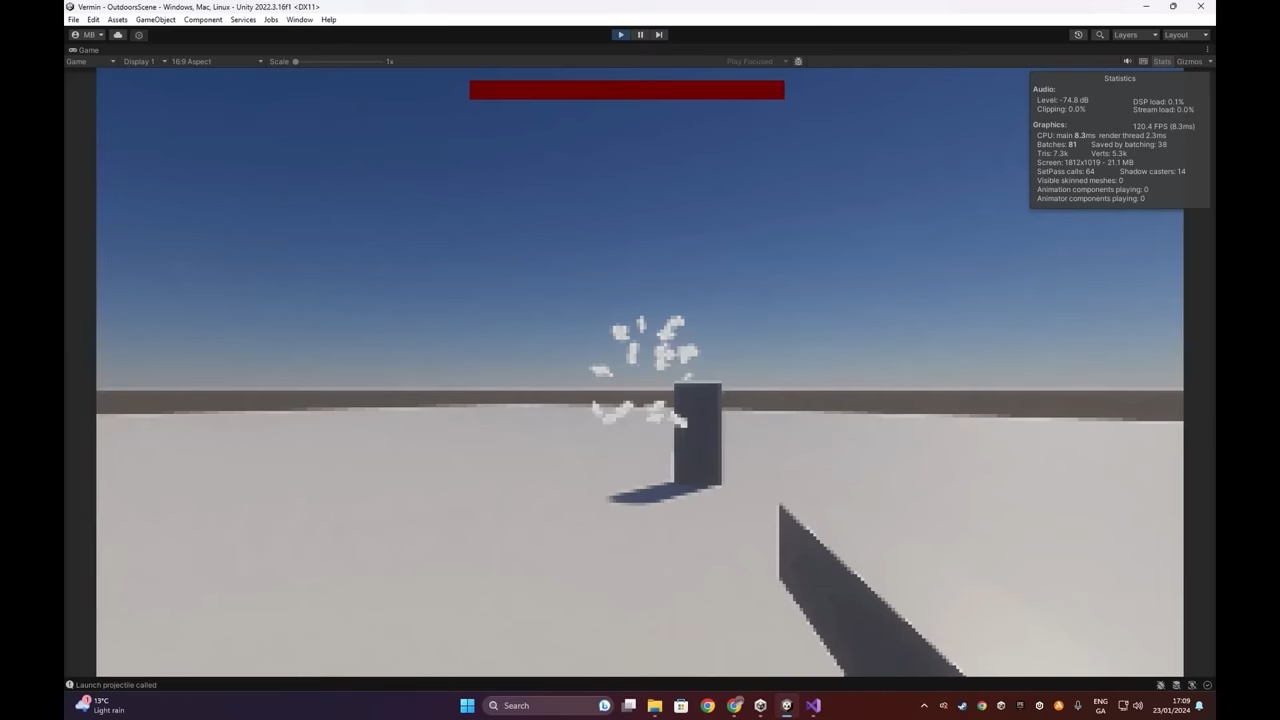 Vermin - OutdoorsScene - Windows, Mac, Linux - Unity 2022.3.16f1 <DX11>
File Edit Assets GameObject Component Services Jobs Window Help
MB Layers Layout
Game
Game Display 1 16:9 Aspect Scale 1x Play Focused Stats Gizmos
Statistics
Audio:
Level: -74.8 dB DSP load: 0.1%
Clipping: 0.0% Stream load: 0.0%
Graphics: 120.4 FPS (8.3ms)
CPU: main 8.3ms render thread 2.3ms
Batches: 81 Saved by batching: 38
Tris: 7.3k Verts: 5.3k
Screen: 1812x1019 - 21.1 MB
SetPass calls: 64 Shadow casters: 14
Visible skinned meshes: 0
Animation components playing: 0
Animator components playing: 0
Launch projectile called
1
13°C
Light rain
Search
ENG
GA
17:09
23/01/2024